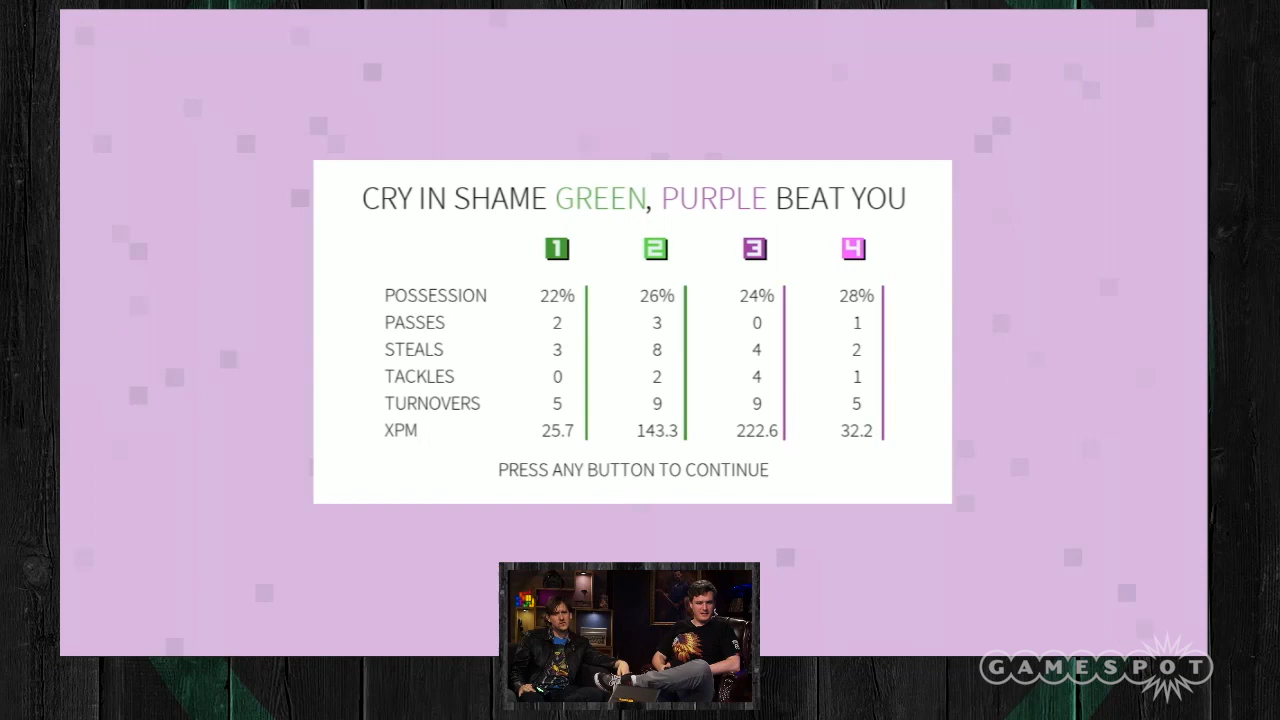 CRY IN SHAME GREEN, PURPLE BEAT YOU
1 2 3 4
POSSESSION 22% 26% 24% 28%
PASSES 2 3 0 1
STEALS 3 8 4 2
TACKLES 0 2 4 1
TURNOVERS 5 9 9 5
XPM 25.7 143.3 222.6 32.2
PRESS ANY BUTTON TO CONTINUE
GAMESPOT